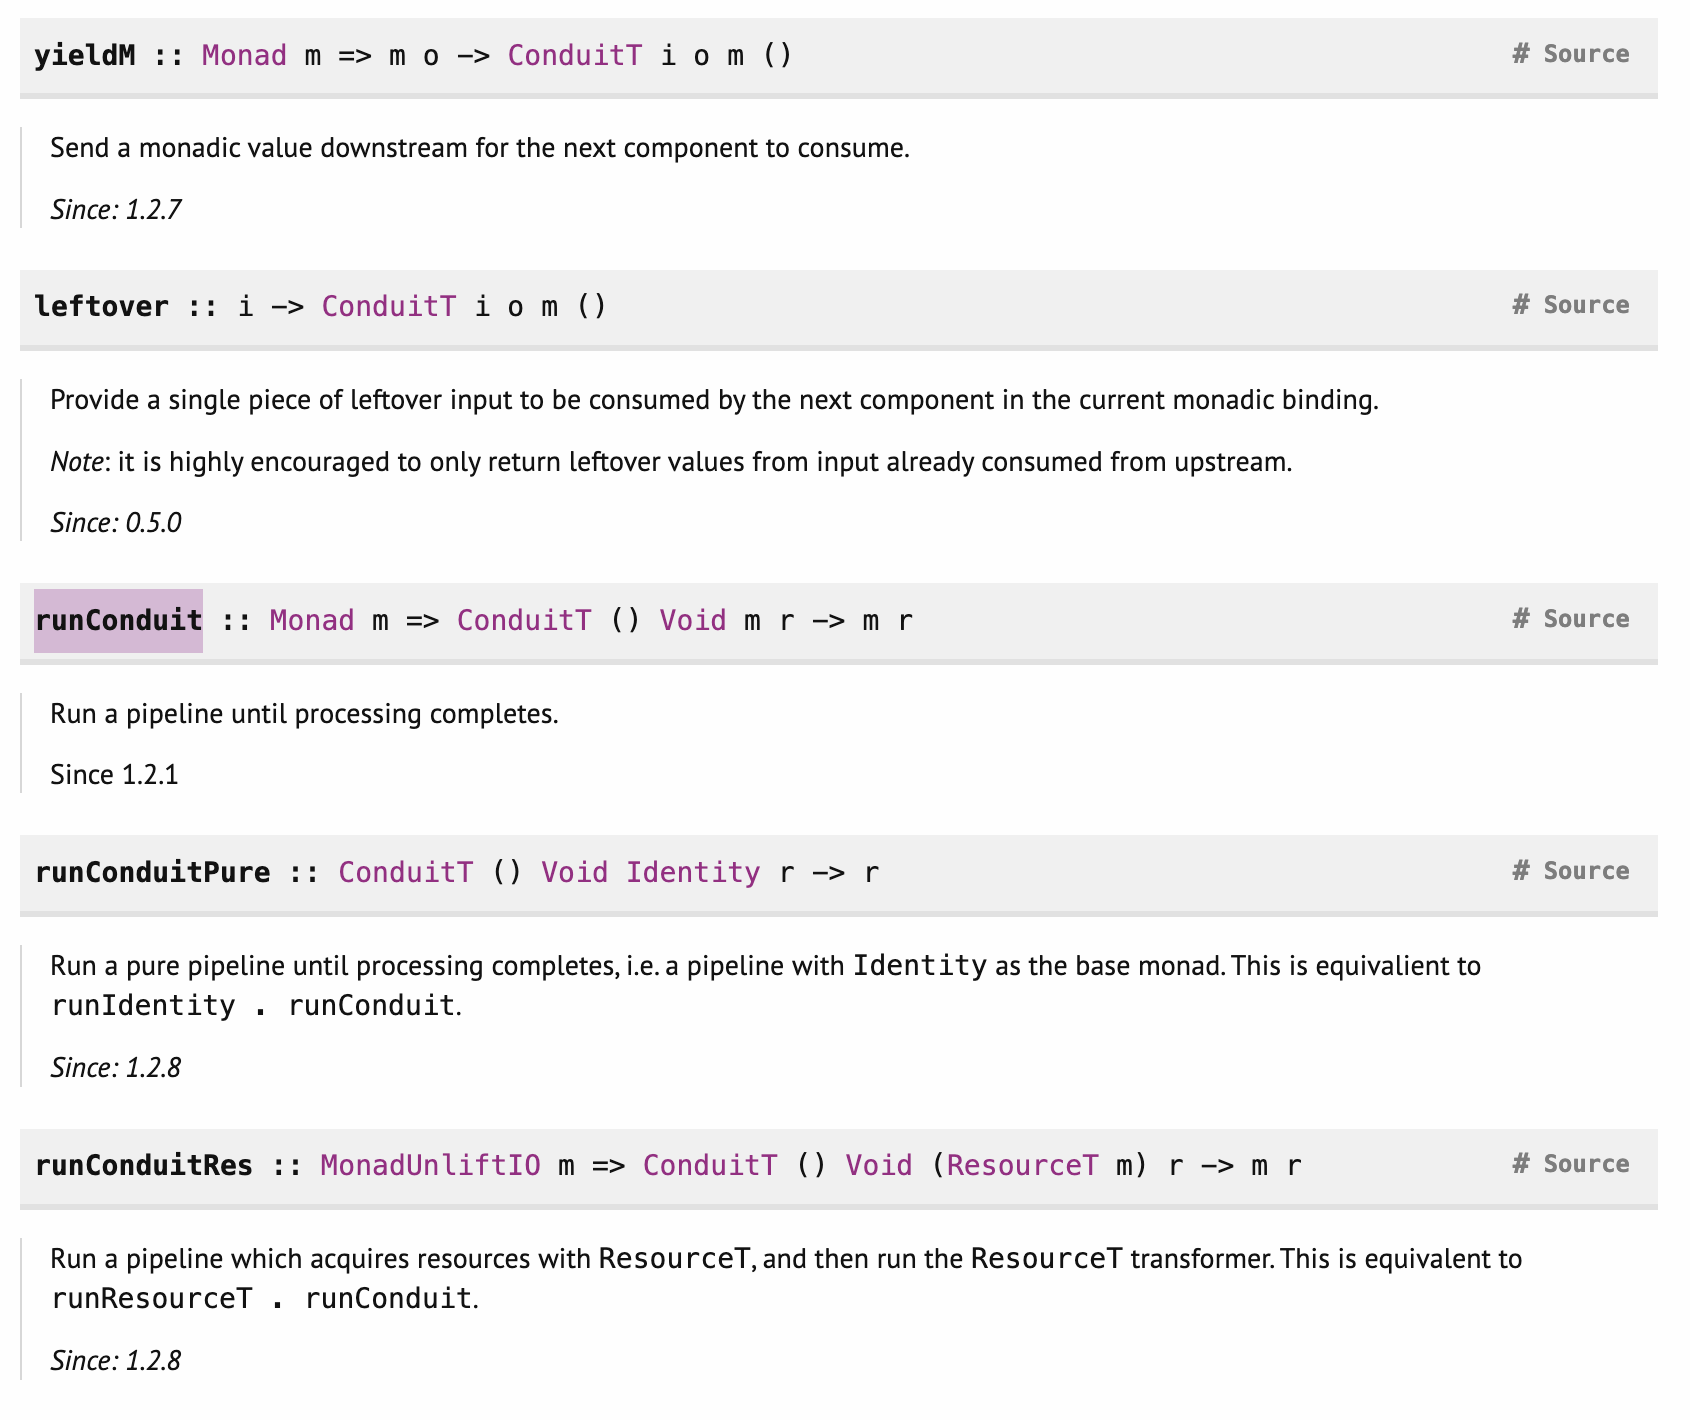 yieldM :: Monad m => m o -> ConduitT i o m () # Source
Send a monadic value downstream for the next component to consume.
Since: 1.2.7
leftover :: i -> ConduitT i o m () # Source
Provide a single piece of leftover input to be consumed by the next component in the current monadic binding.
Note: it is highly encouraged to only return leftover values from input already consumed from upstream.
Since: 0.5.0
runConduit :: Monad m => ConduitT () Void m r -> m r # Source
Run a pipeline until processing completes.
Since 1.2.1
runConduitPure :: ConduitT () Void Identity r -> r # Source
Run a pure pipeline until processing completes, i.e. a pipeline with Identity as the base monad. This is equivalient to
runIdentity . runConduit.
Since: 1.2.8
runConduitRes :: MonadUnliftIO m => ConduitT () Void (ResourceT m) r -> m r # Source
Run a pipeline which acquires resources with ResourceT, and then run the ResourceT transformer. This is equivalent to
runResourceT . runConduit.
Since: 1.2.8